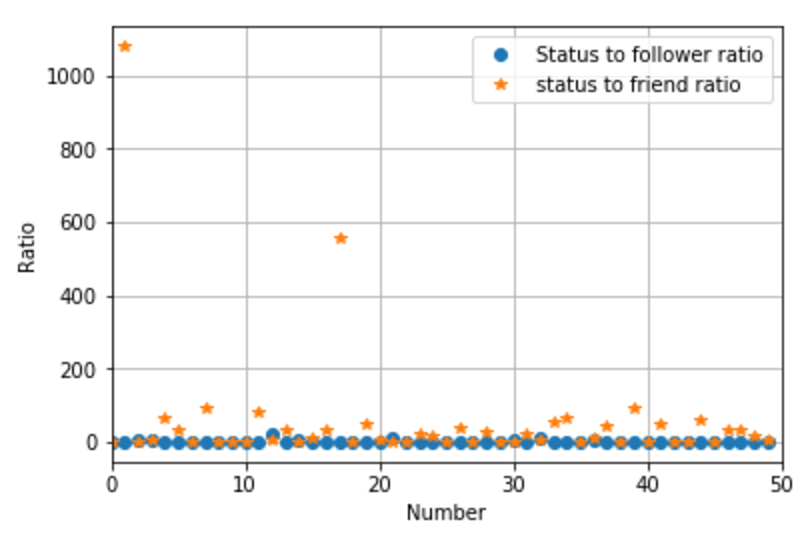 Status to follower ratio
status to friend ratio
1000
800
600
400
200
0
Ratio
0 10 20 30 40 50
Number